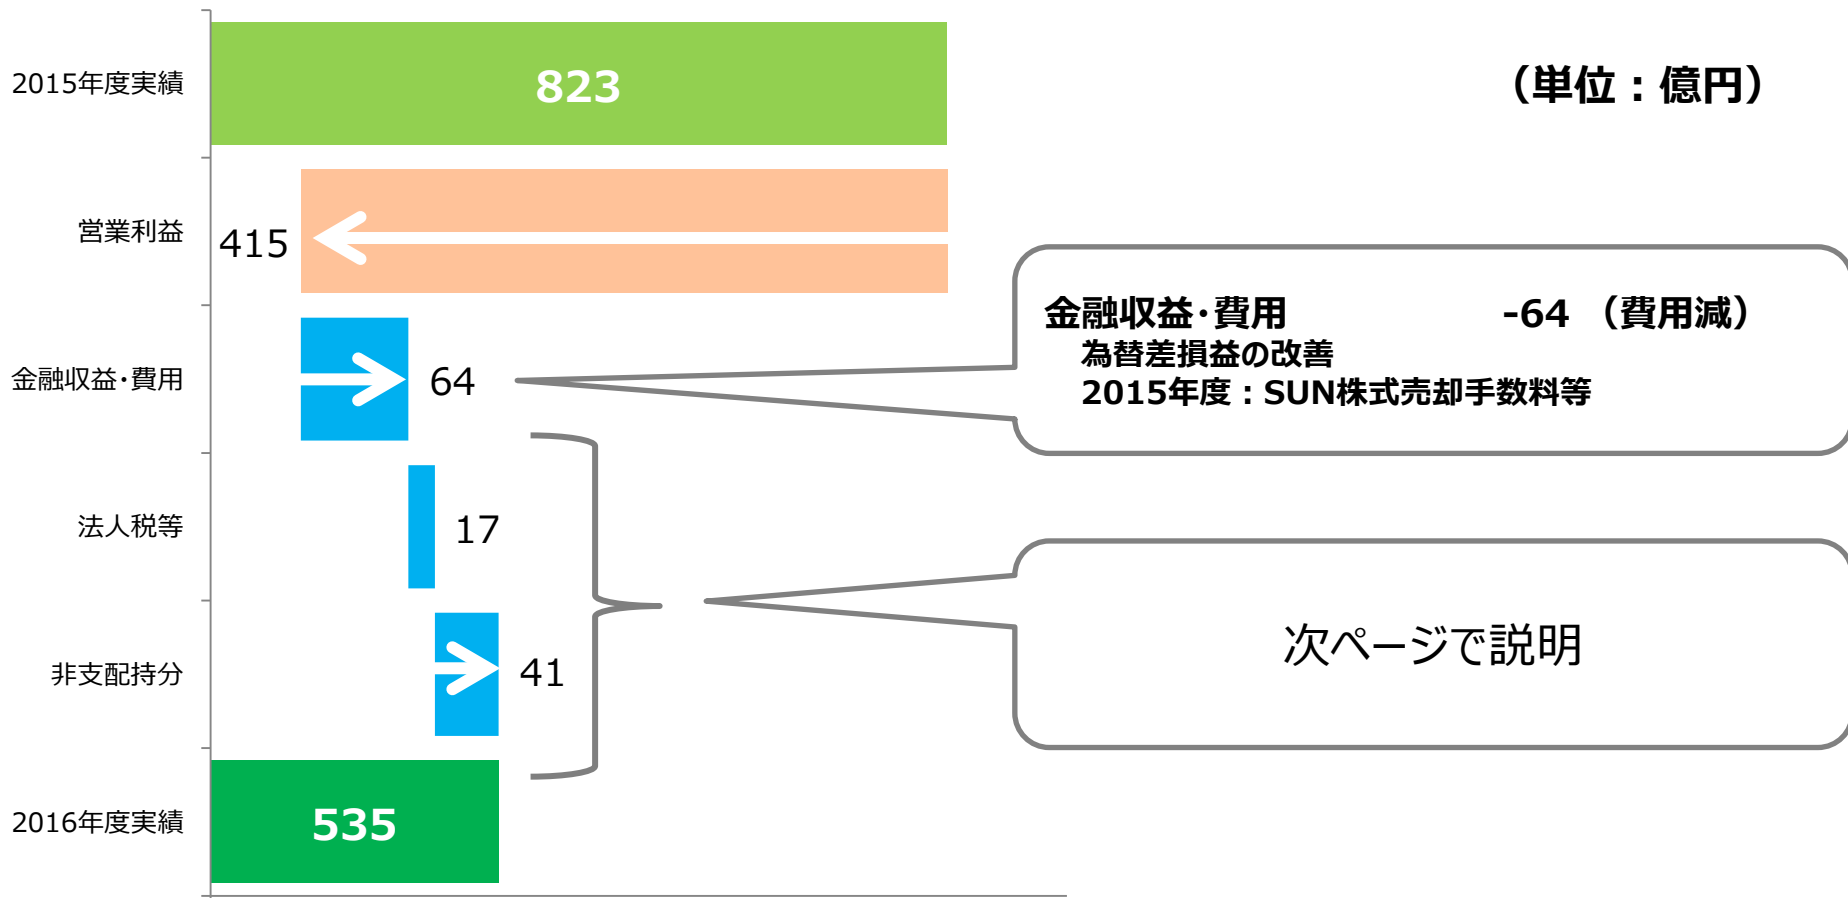 2015年度実績
823
（単位：億円）
営業利益
415
金融収益・費用
64
金融収益・費用 -64 （費用減）
為替差損益の改善
2015年度：SUN株式売却手数料等
法人税等
17
非支配持分
41
次ページで説明
2016年度実績
535